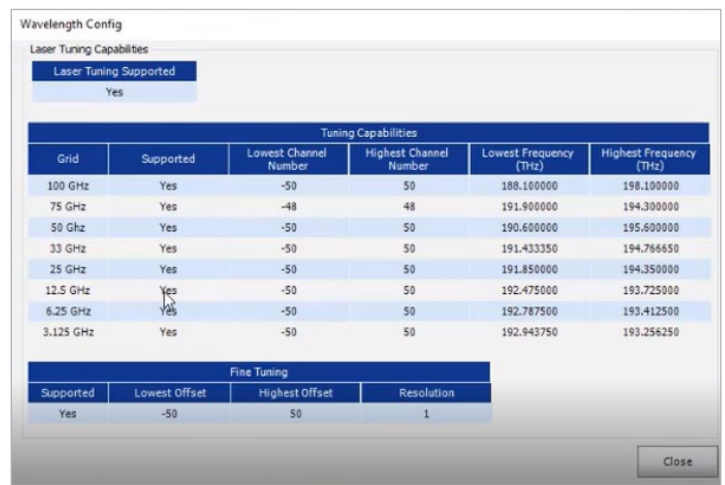 Wavelength Config
Laser Tuning Capabilities
Laser Tuning Supported
Yes
Tuning Capabilities
Grid Supported Lowest Channel Number Highest Channel Number Lowest Frequency (THz) Highest Frequency (THz)
100 GHz Yes -50 50 188.100000 198.100000
75 GHz Yes -48 48 191.900000 194.300000
50 Ghz Yes -50 50 190.600000 195.600000
33 GHz Yes -50 50 191.433350 194.766650
25 GHz Yes -50 50 191.850000 194.350000
12.5 GHz Yes -50 50 192.475000 193.725000
6.25 GHz Yes -50 50 192.787500 193.412500
3.125 GHz Yes -50 50 192.943750 193.256250
Fine Tuning
Supported Lowest Offset Highest Offset Resolution
Yes -50 50 1
Close